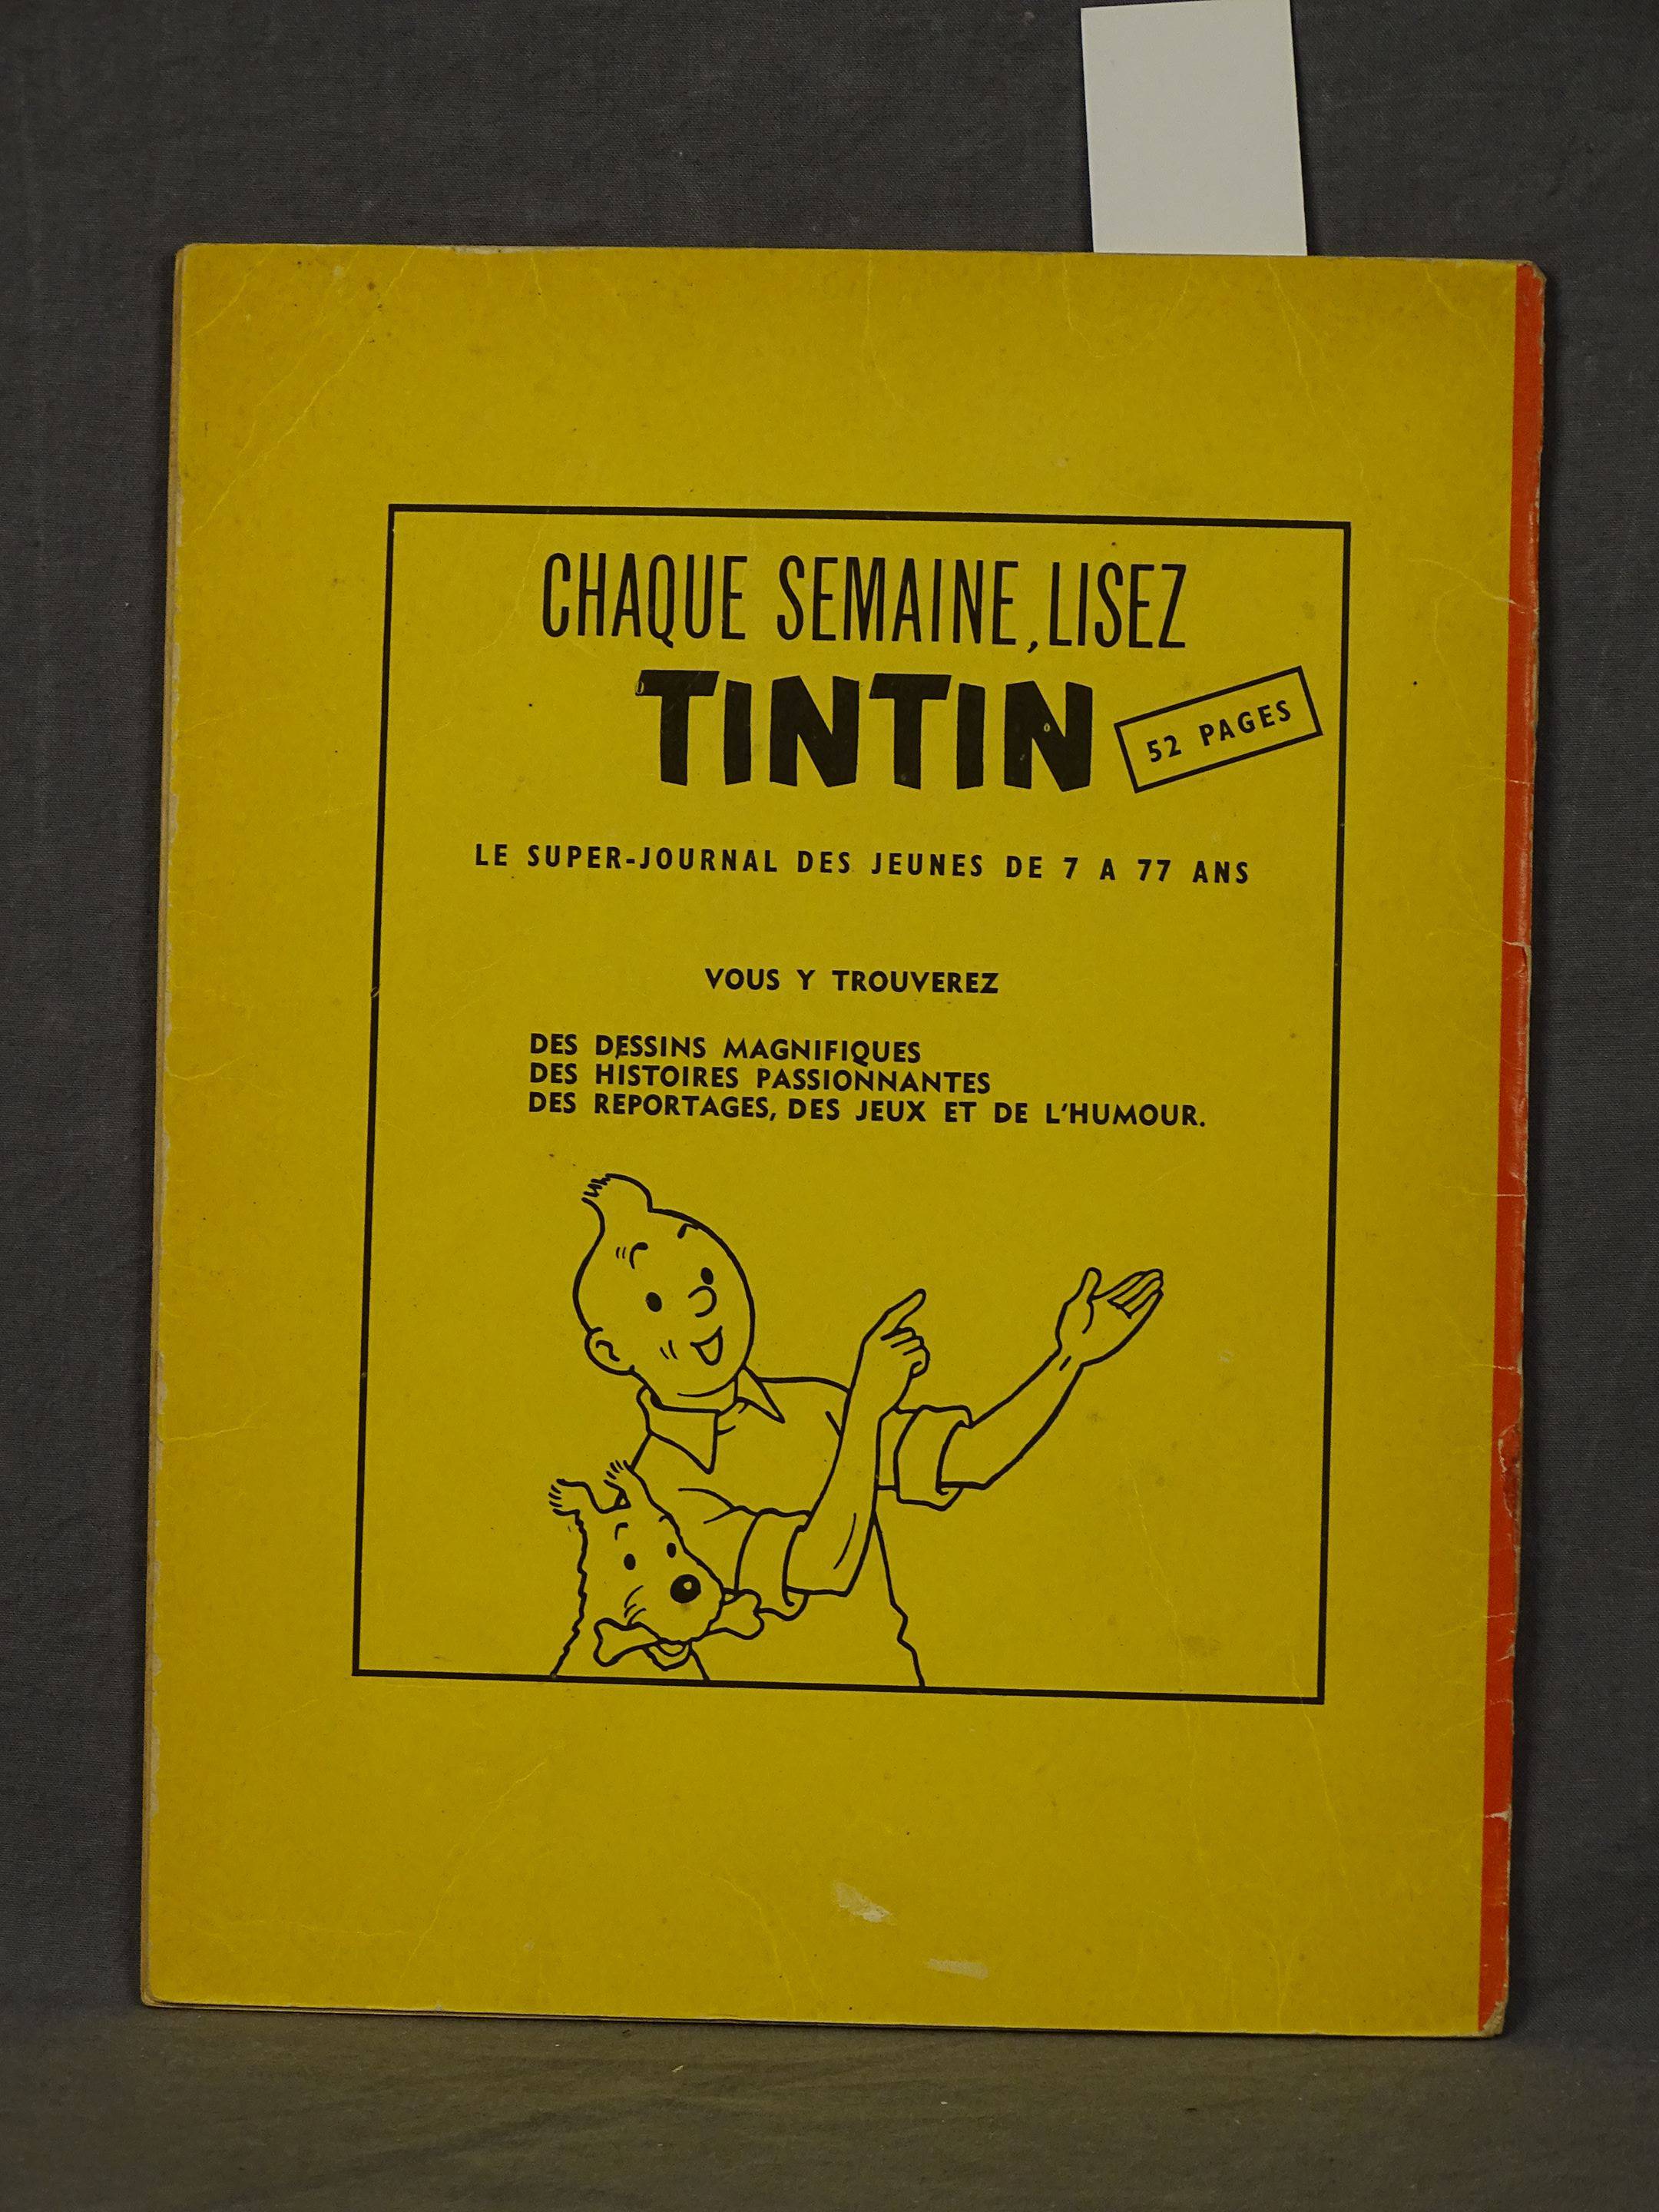 CHAQUE SEMAINE, LISEZ
TINTIN
52 PAGES
LE SUPER-JOURNAL DES JEUNES DE 7 A 77 ANS
VOUS Y TROUVEREZ
DES DESSINS MAGNIFIQUES
DES HISTOIRES PASSIONNANTES
DES REPORTAGES, DES JEUX ET DE L'HUMOUR.